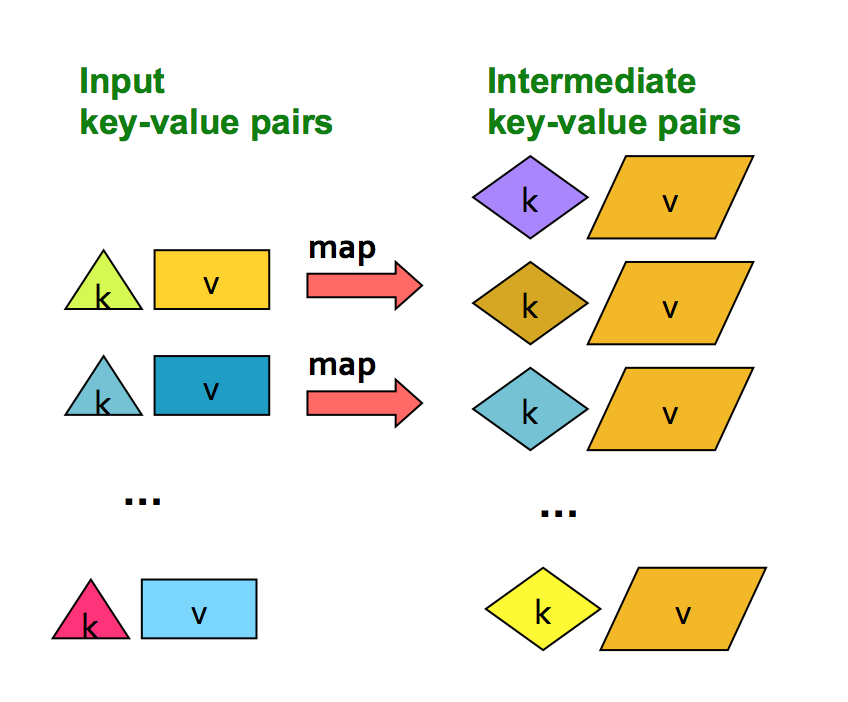 Input
key-value pairs
Intermediate
key-value pairs
k v
k v
map
k v
k v
map
k v
k v
...
...
k v
k v